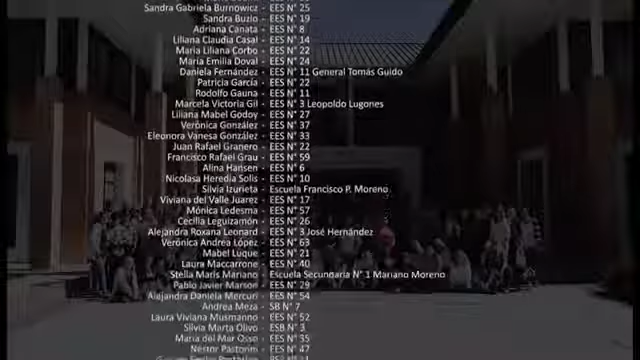 Sandra Gabriela Burnowicz - EES N° 25
Sandra Buzio - EES N° 19
Adriana Canata - EES N° 8
Liliana Claudia Casal - EES N° 14
Maria Liliana Corbo - EES N° 22
María Emilia Doval - EES N° 24
Daniela Fernández - EES N° 11 General Tomás Guido
Patricia García - EES N° 22
Rodolfo Gauna - EES N° 11
Marcela Victoria Gil - EES N° 3 Leopoldo Lugones
Liliana Mabel Godoy - EES N° 27
Verónica González - EES N° 37
Eleonora Vanesa González - EES N° 33
Juan Rafael Granero - EES N° 22
Francisco Rafael Grau - EES N° 59
Alina Hansen - EES N° 6
Nicolasa Heredia Solis - EES N° 10
Silvia Izurieta - Escuela Francisco P. Moreno
Viviana del Valle Juarez - EES N° 17
Mónica Ledesma - EES N° 57
Cecilia Leguizamón - EES N° 26
Alejandra Roxana Leonard - EES N° 3 José Hernández
Verónica Andrea López - EES N° 63
Mabel Luque - EES N° 21
Laura Maccarrone - EES N° 40
Stella Maris Mariano - Escuela Secundaria N° 1 Mariano Moreno
Pablo Javier Marson - EES N° 29
Alejandra Daniela Mercuri - EES N° 54
Andrea Meza - SB N° 7
Laura Viviana Musmanno - EES N° 52
Silvia Marta Olivo - ESB N° 3
María del Mar Osso - EES N° 35
Néstor Pastorini - EES N° 47